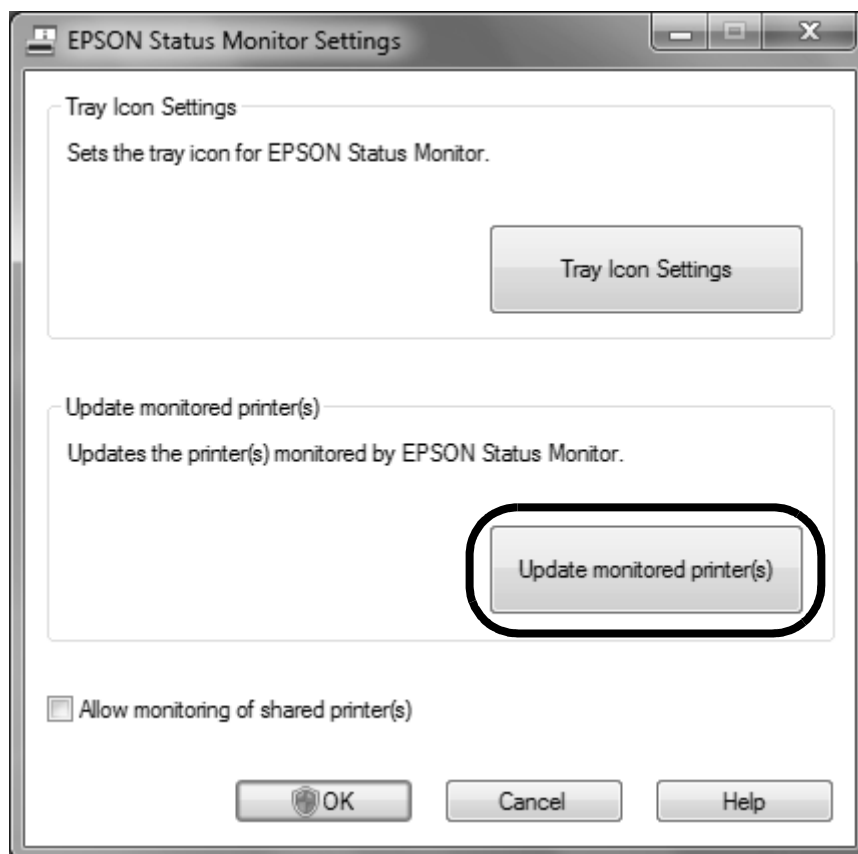 EPSON Status Monitor Settings
Tray Icon Settings
Sets the tray icon for EPSON Status Monitor.
Tray Icon Settings
Update monitored printer(s)
Updates the printer(s) monitored by EPSON Status Monitor.
Update monitored printer(s)
Allow monitoring of shared printer(s)
OK Cancel Help